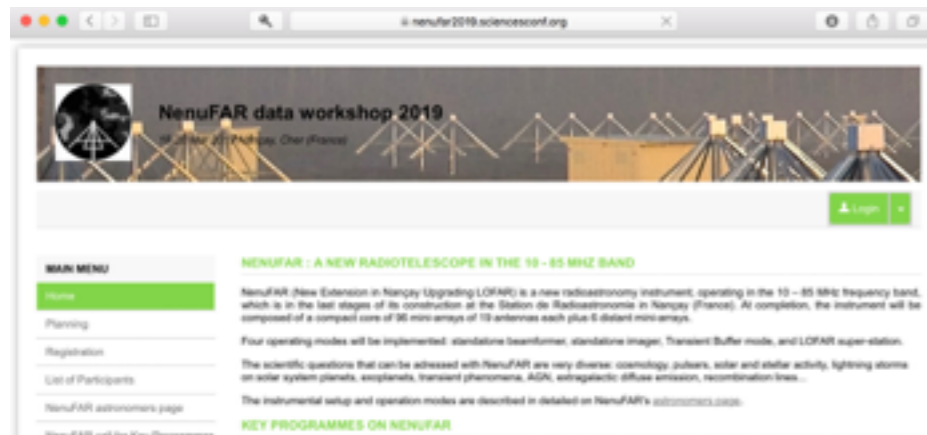 nenufar2019.sciencesconf.org
NenuFAR data workshop 2019
Cher (France)
Login
MAIN MENU
Home
Planning
Registration
List of Participants
NenuFAR astronomers page
NENUFAR : A NEW RADIOTELESCOPE IN THE 10 - 85 MHZ BAND
NenuFAR (New Extension in Nançay Upgrading LOFAR) is a new radioastronomy instrument, operating in the 10 – 85 MHz frequency band,
which is in the last stages of its construction at the Station de Radioastronomie in Nançay (France). At completion, the instrument will be
composed of a compact core of 96 mini-arrays of 19 antennas each plus 6 distant mini-arrays.
Four operating modes will be implemented: standalone beamformer, standalone imager, Transient Buffer mode, and LOFAR super-station.
The scientific questions that can be adressed with NenuFAR are very diverse: cosmology, pulsars, solar and stellar activity, lightning storms
on solar system planets, exoplanets, transient phenomena, AGN, extragalactic diffuse emission, recombination lines...
The instrumental setup and operation modes are described in detailed on NenuFAR's astronomers page.
KEY PROGRAMMES ON NENUFAR